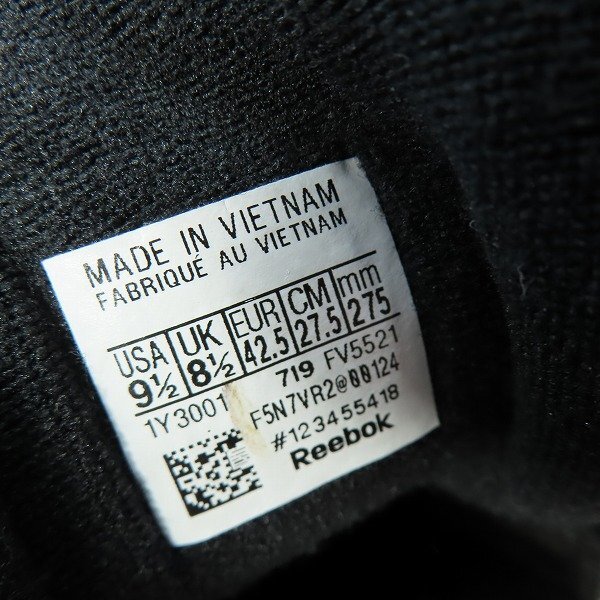 MADE IN VIETNAM
FABRIQUÉ AU VIETNAM
USA UK EUR CM mm
9½ 8½ 42.5 27.5 275
1Y3001 719 FV5521
F5N7VR2@00124
#123455418
Reebok